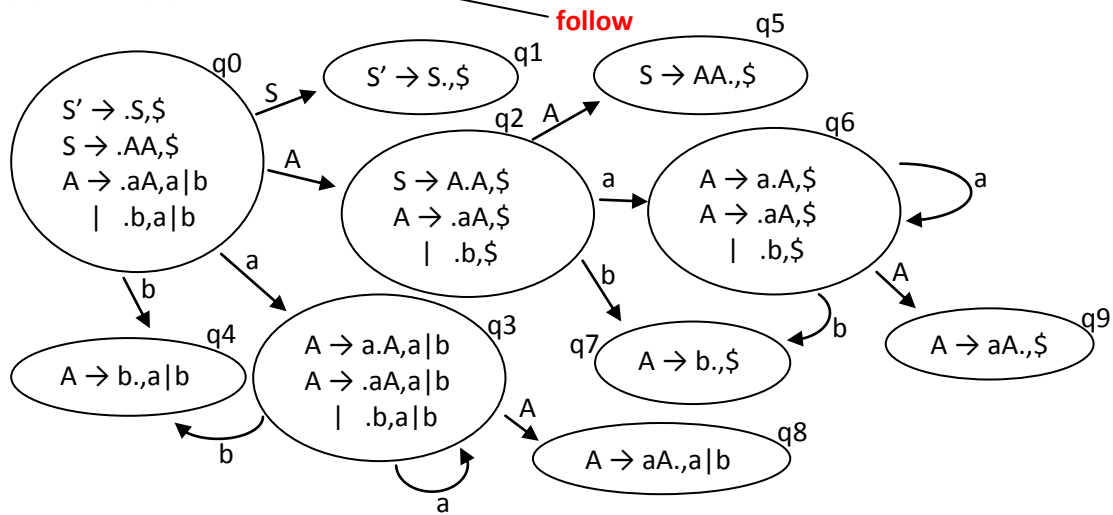 follow
q0
S' → .S,$
S → .AA,$
A → .aA,a|b
| .b,a|b
S
q1
S' → S.,$
A
q2
S → A.A,$
A → .aA,$
| .b,$
A
q5
S → AA.,$
a
q6
A → a.A,$
A → .aA,$
| .b,$
a
A
q9
A → aA.,$
b
b
q7
A → b.,$
b
q4
A → b.,a|b
a
q3
A → a.A,a|b
A → .aA,a|b
| .b,a|b
b
a
A
q8
A → aA.,a|b